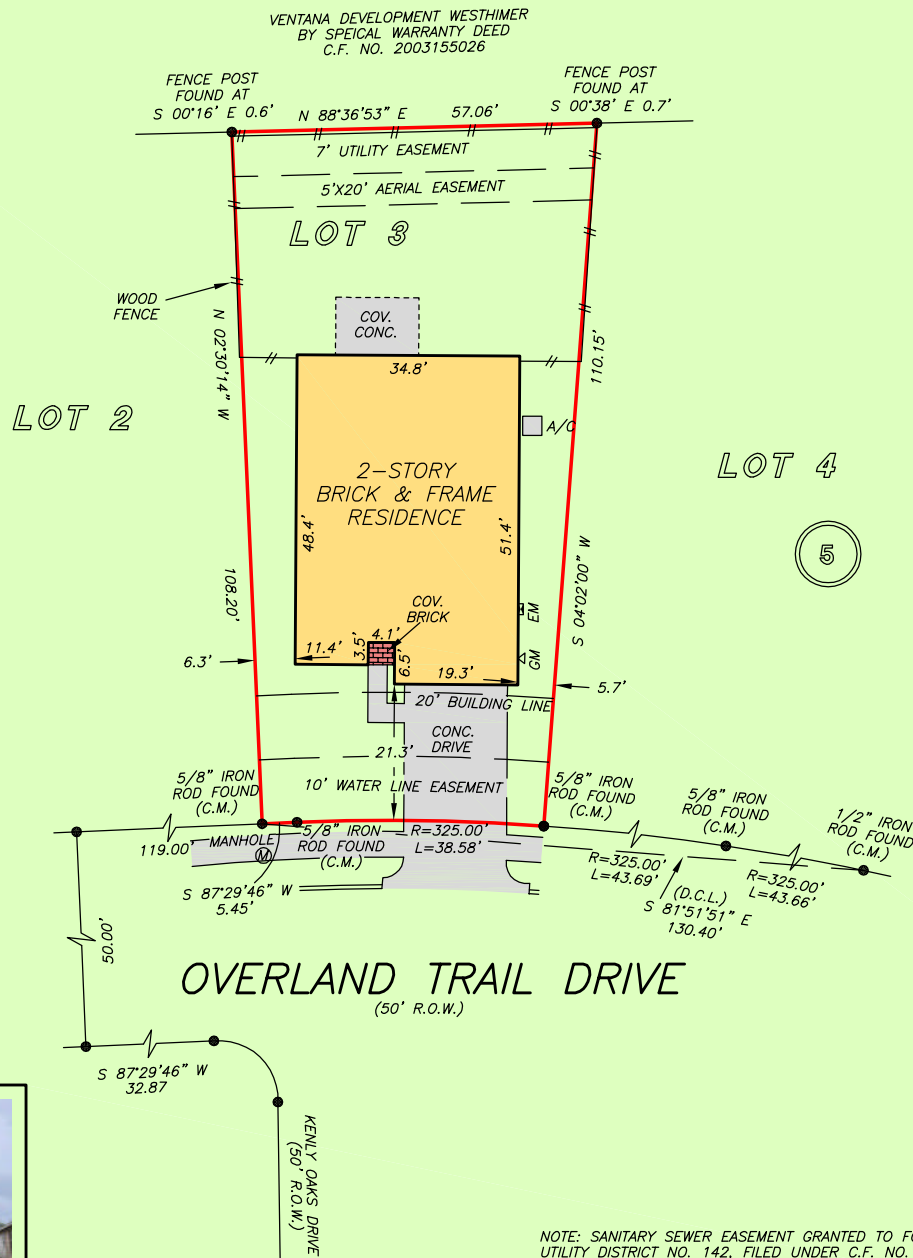 VENTANA DEVELOPMENT WESTHIMER
BY SPEICAL WARRANTY DEED
C.F. NO. 2003155026
FENCE POST
FOUND AT
S 00°16' E 0.6'
N 88°36'53" E 57.06'
FENCE POST
FOUND AT
S 00°38' E 0.7'
7' UTILITY EASEMENT
5'X20' AERIAL EASEMENT
LOT 3
WOOD
FENCE
N 02°30'14" W
COV.
CONC.
110.15'
34.8'
LOT 2
A/C
LOT 4
2-STORY
BRICK & FRAME
RESIDENCE
48.4'
51.4'
S 04°02'00" W
5
108.20'
COV.
BRICK
EM
4.1'
11.4'
3.5'
6.5'
GM
6.3'
19.3'
5.7'
20' BUILDING LINE
CONC.
DRIVE
21.3'
10' WATER LINE EASEMENT
5/8" IRON
ROD FOUND
(C.M.)
5/8" IRON
ROD FOUND
(C.M.)
5/8" IRON
ROD FOUND
(C.M.)
1/2" IRON
ROD FOUND
(C.M.)
119.00'
MANHOLE
M
5/8" IRON
ROD FOUND
(C.M.)
R=325.00'
L=38.58'
R=325.00'
L=43.69'
R=325.00'
L=43.66'
S 87°29'46" W
5.45'
(D.C.L.)
S 81°51'51" E
130.40'
50.00'
OVERLAND TRAIL DRIVE
(50' R.O.W.)
S 87°29'46" W
32.87
KENLY OAKS DRIVE
(50' R.O.W.)
NOTE: SANITARY SEWER EASEMENT GRANTED TO
UTILITY DISTRICT NO. 142, FILED UNDER C.F. NO.